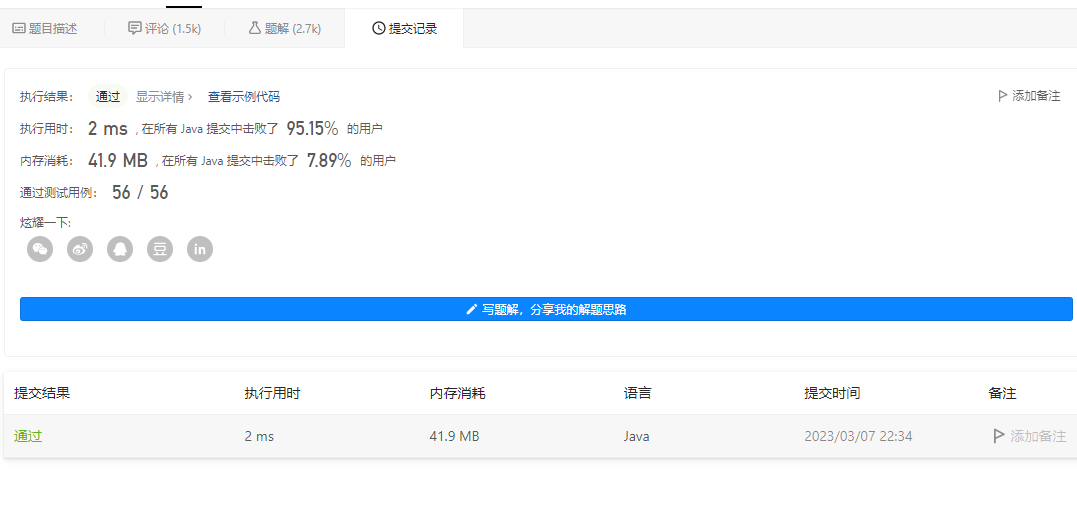 题目描述 评论 (1.5k) 题解 (2.7k) 提交记录
执行结果： 通过 显示详情 › 查看示例代码 添加备注
执行用时： 2 ms , 在所有 Java 提交中击败了 95.15% 的用户
内存消耗： 41.9 MB , 在所有 Java 提交中击败了 7.89% 的用户
通过测试用例： 56 / 56
炫耀一下:
豆 in
写题解，分享我的解题思路
提交结果 执行用时 内存消耗 语言 提交时间 备注
通过 2 ms 41.9 MB Java 2023/03/07 22:34 添加备注